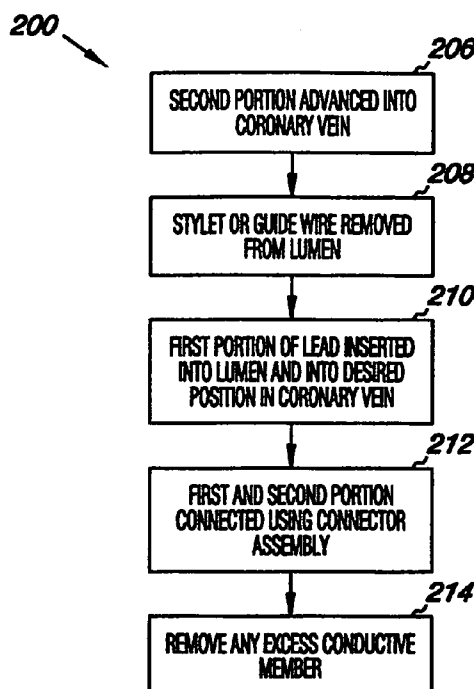 200
206
SECOND PORTION ADVANCED INTO
CORONARY VEIN
208
STYLET OR GUIDE WIRE REMOVED
FROM LUMEN
210
FIRST PORTION OF LEAD INSERTED
INTO LUMEN AND INTO DESIRED
POSITION IN CORONARY VEIN
212
FIRST AND SECOND PORTION
CONNECTED USING CONNECTOR
ASSEMBLY
214
REMOVE ANY EXCESS CONDUCTIVE
MEMBER